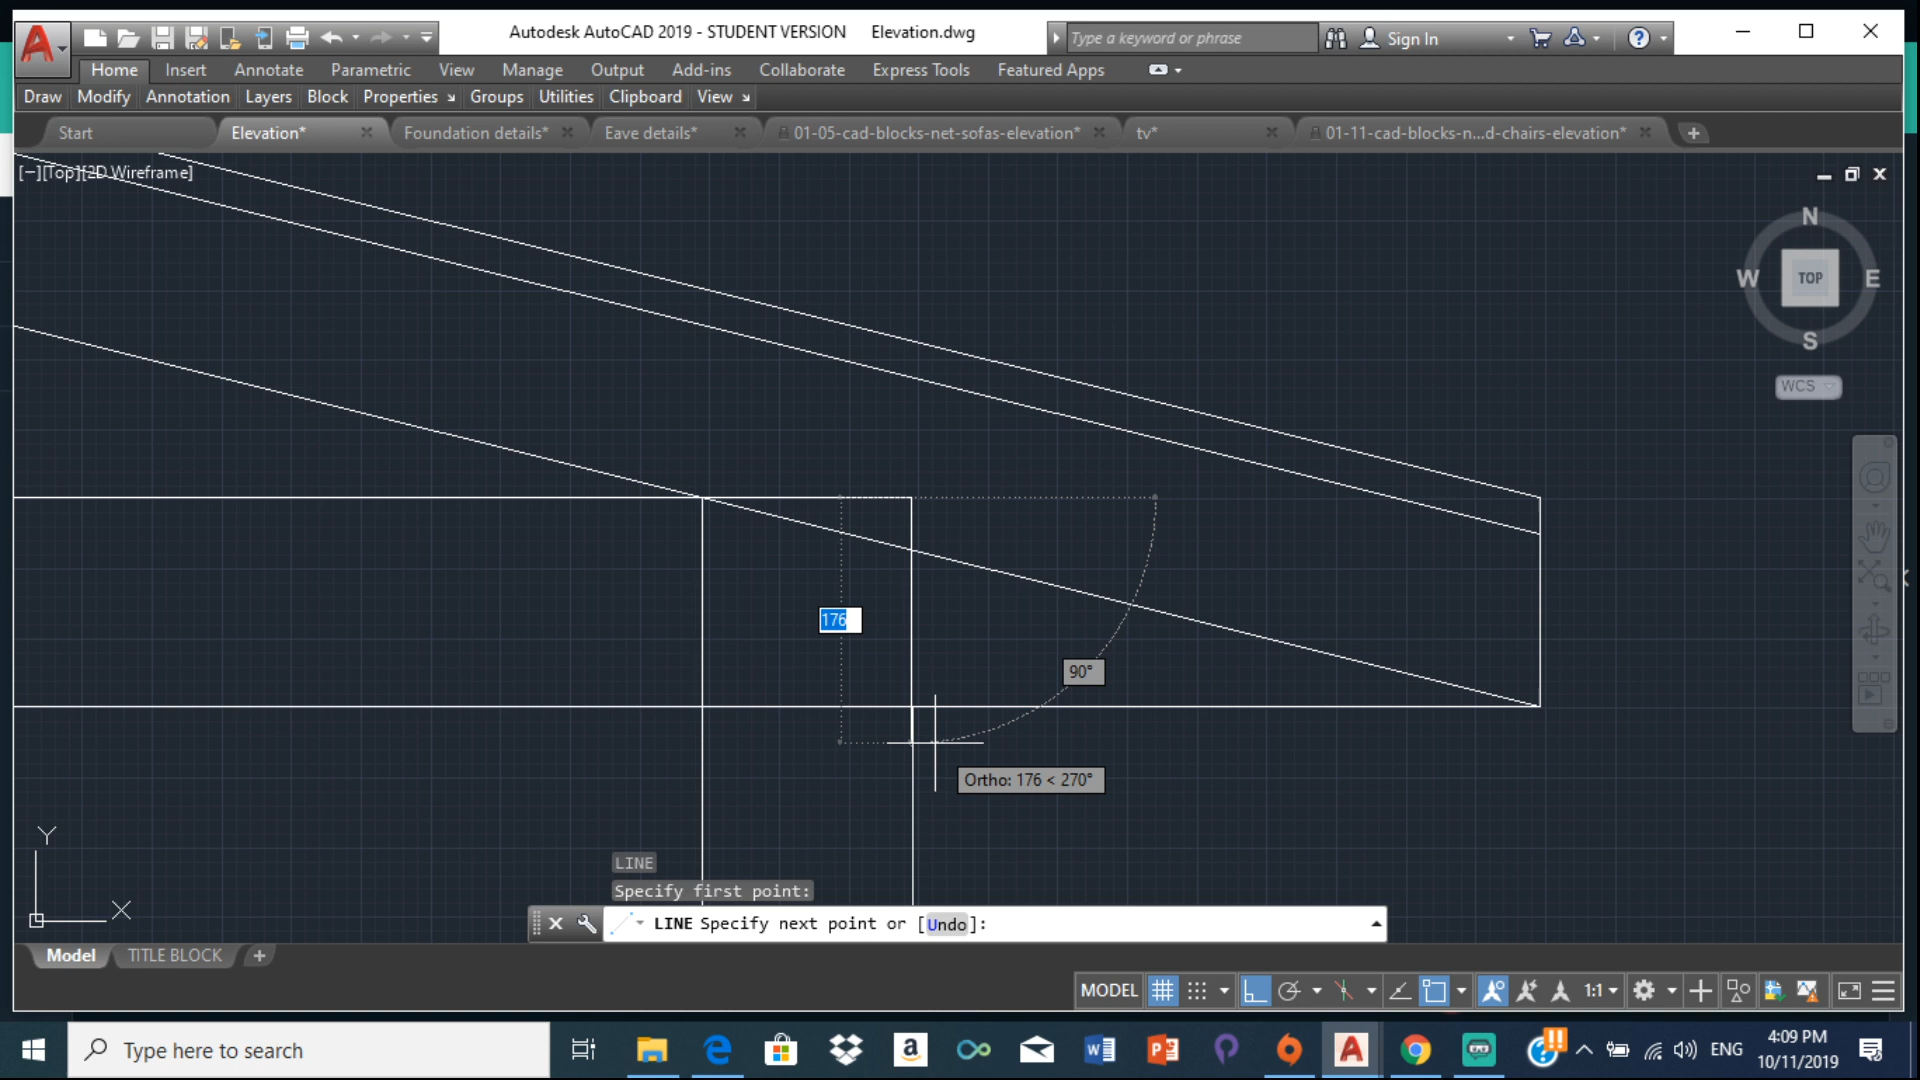 Autodesk AutoCAD 2019 - STUDENT VERSION Elevation.dwg
Type a keyword or phrase
Sign In
Home Insert Annotate Parametric View Manage Output Add-ins Collaborate Express Tools Featured Apps
Draw Modify Annotation Layers Block Properties Groups Utilities Clipboard View
Start Elevation* Foundation details* Eave details* 01-05-cad-blocks-net-sofas-elevation* tv* 01-11-cad-blocks-n...d-chairs-elevation*
[−][Top][2D Wireframe]
N
W TOP E
S
WCS
176
90°
Ortho: 176 < 270°
Y
X
LINE
Specify first point:
LINE Specify next point or [Undo]:
Model TITLE BLOCK
MODEL 1:1
Type here to search
ENG
4:09 PM
10/11/2019